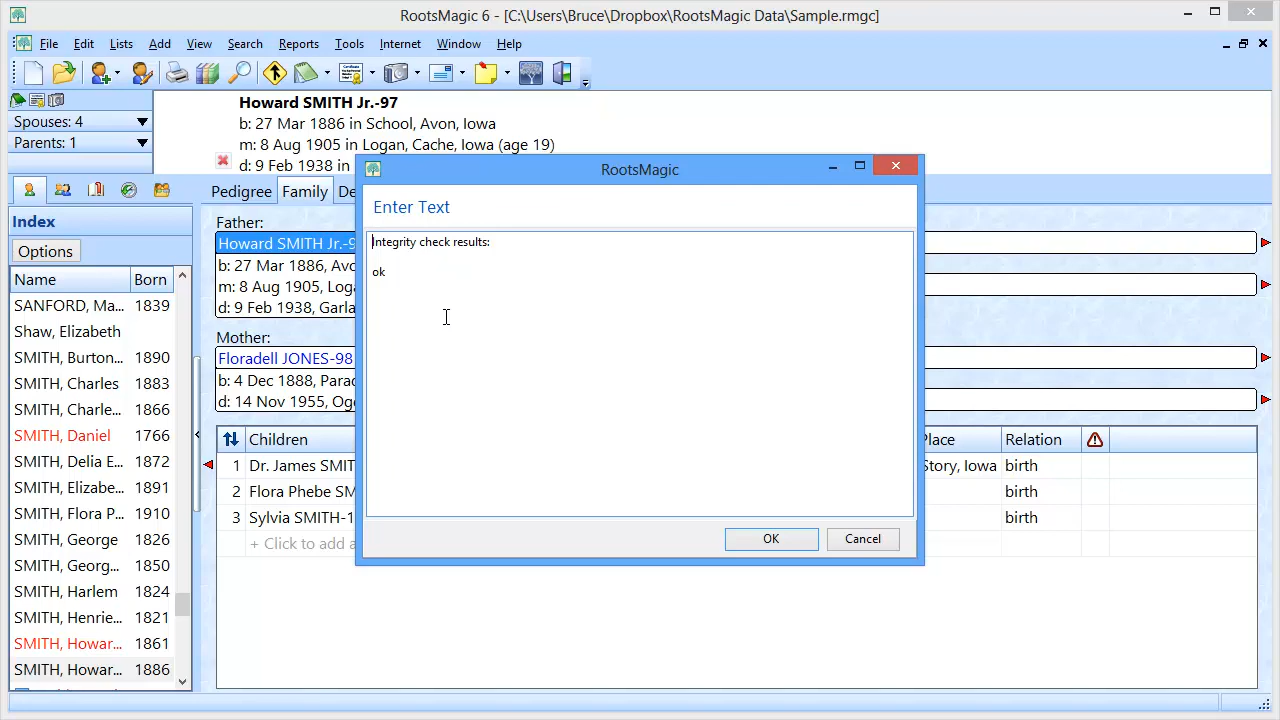 RootsMagic 6 - [C:\Users\Bruce\Dropbox\RootsMagic Data\Sample.rmgc]
File Edit Lists Add View Search Reports Tools Internet Window Help
Howard SMITH Jr.-97
b: 27 Mar 1886 in School, Avon, Iowa
m: 8 Aug 1905 in Logan, Cache, Iowa (age 19)
d: 9 Feb 1938 in
Spouses: 4
Parents: 1
Index
Options
Name Born
SANFORD, Ma... 1839
Shaw, Elizabeth
SMITH, Burton... 1890
SMITH, Charles 1883
SMITH, Charle... 1866
SMITH, Daniel 1766
SMITH, Delia E... 1872
SMITH, Elizabe... 1891
SMITH, Flora P... 1910
SMITH, George 1826
SMITH, Georg... 1850
SMITH, Harlem 1824
SMITH, Henrie... 1821
SMITH, Howar... 1861
SMITH, Howar... 1886
Pedigree Family De
Father:
Howard SMITH Jr.-9
b: 27 Mar 1886, Avo
m: 8 Aug 1905, Loga
d: 9 Feb 1938, Garla
Mother:
Floradell JONES-98
b: 4 Dec 1888, Parad
d: 14 Nov 1955, Oge
Children Place Relation
1 Dr. James SMIT Story, Iowa birth
2 Flora Phebe SM birth
3 Sylvia SMITH-1 birth
+ Click to add a
RootsMagic
Enter Text
Integrity check results:
ok
OK Cancel